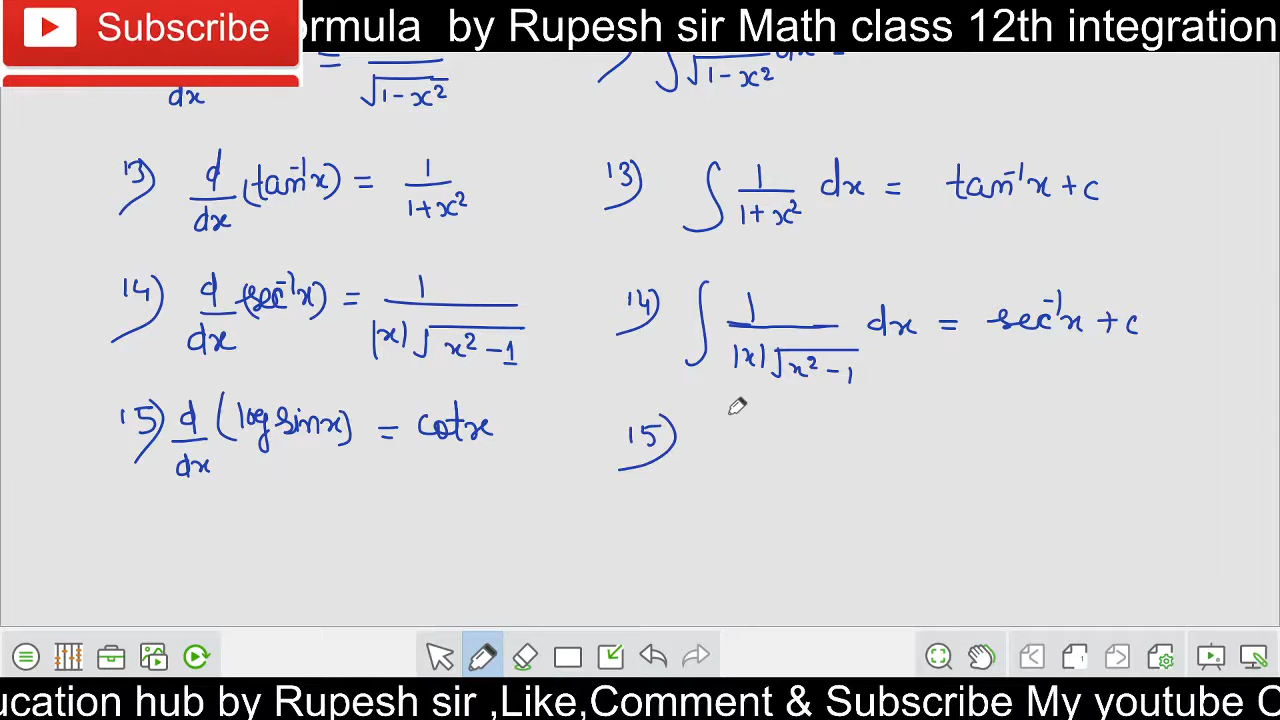 Subscribe
ormula by Rupesh sir Math class 12th integration
dx = √1-x²
∫ √1-x² =
13) d/dx (tan⁻¹x) = 1/1+x²
13) ∫ 1/1+x² dx = tan⁻¹x + c
14) d/dx (sec⁻¹x) = 1/|x|√x²-1
14) ∫ 1/|x|√x²-1 dx = sec⁻¹x + c
15) d/dx (log sinx) = cotx
15)
ucation hub by Rupesh sir ,Like,Comment & Subscribe My youtube C